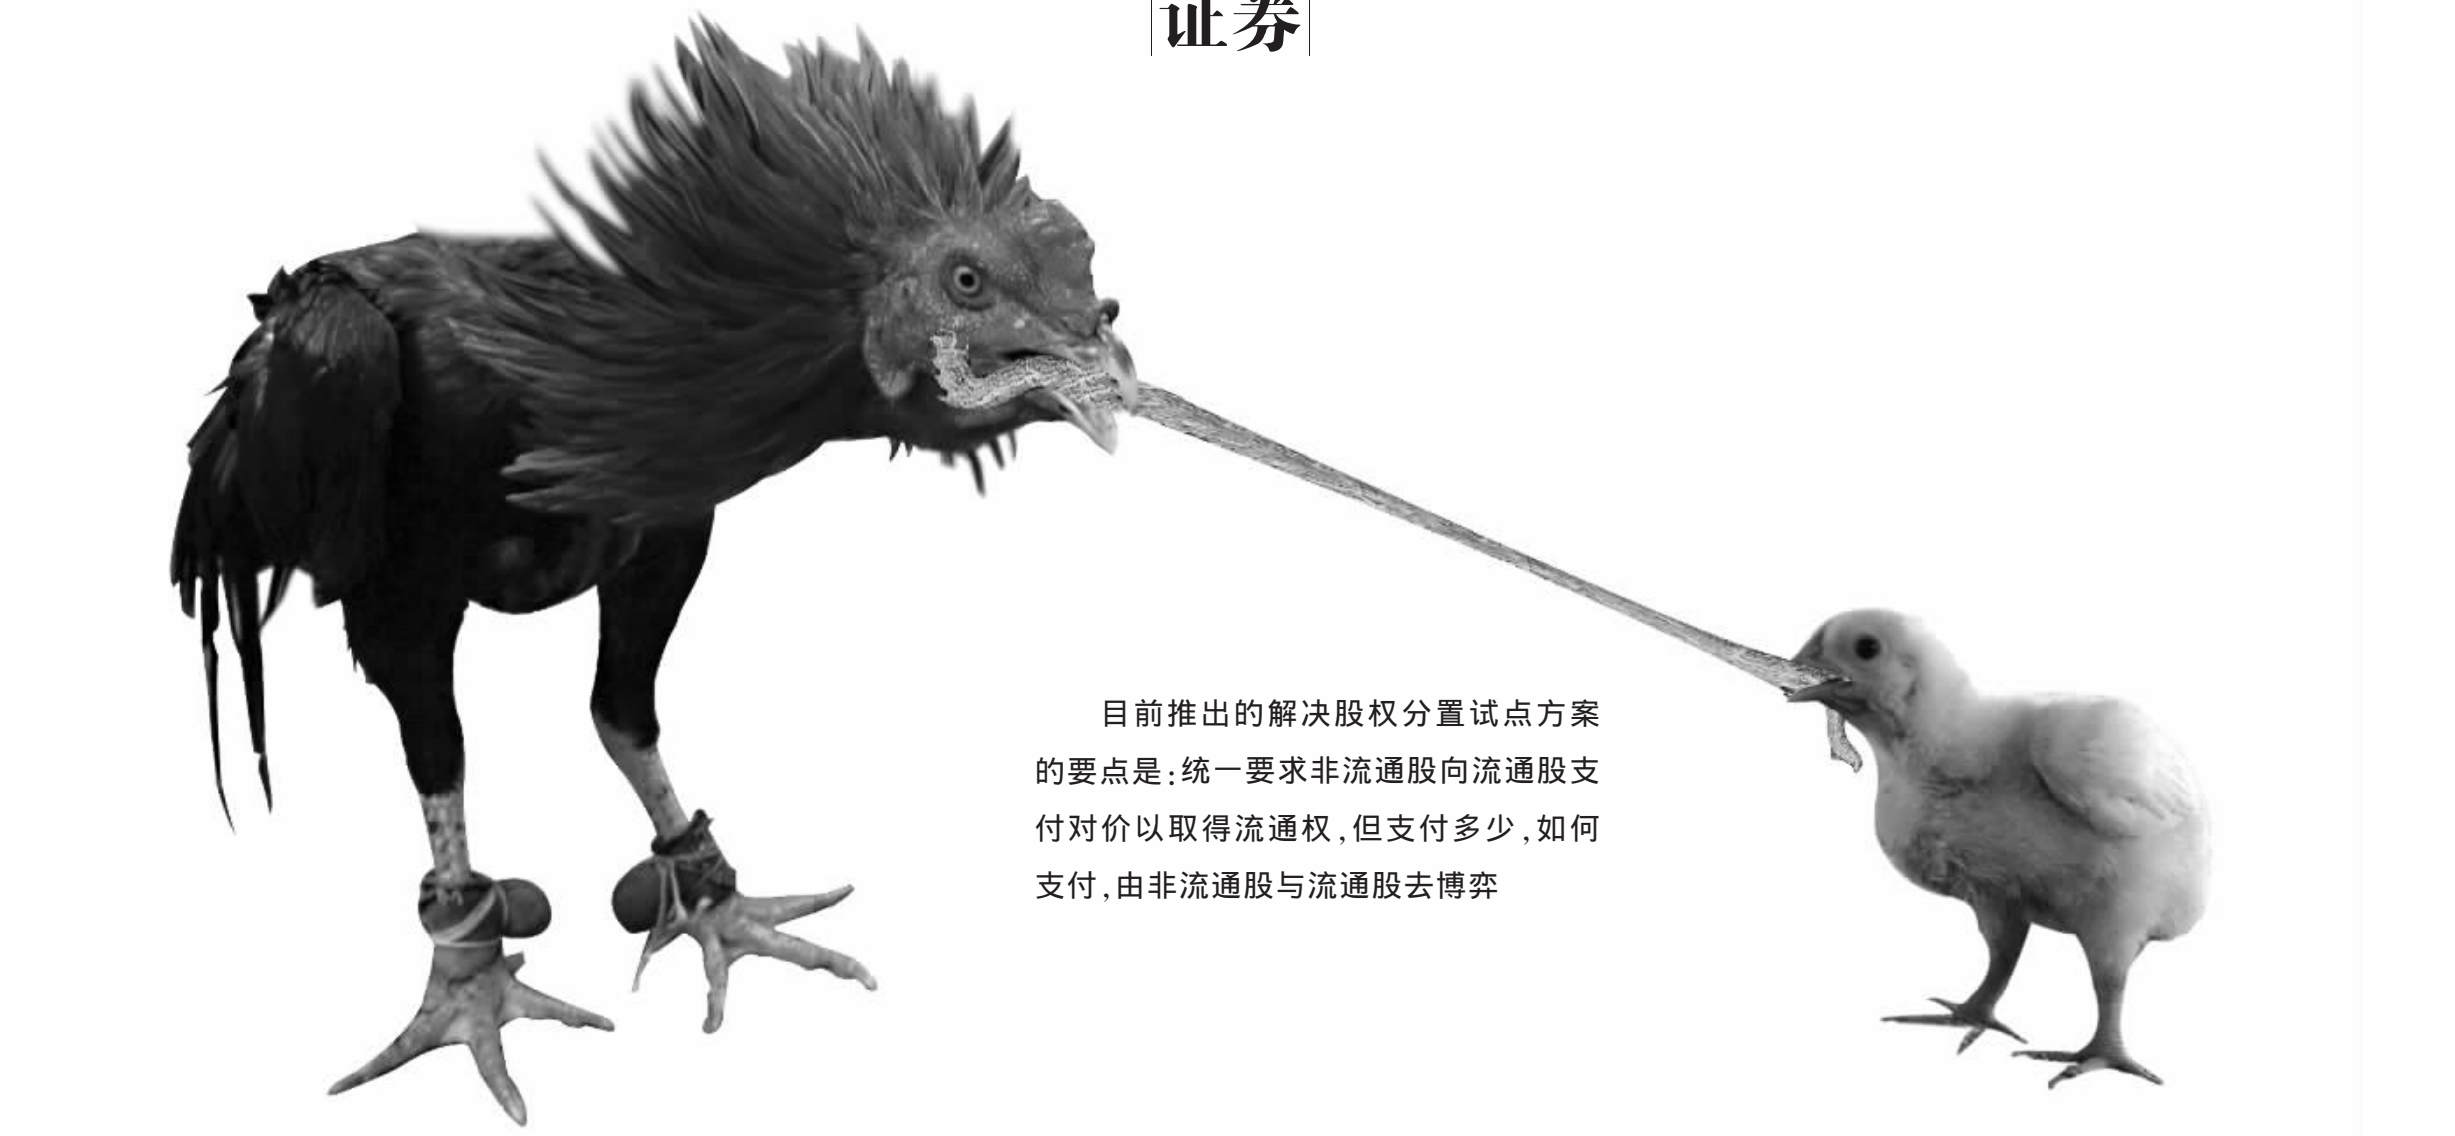 证券
目前推出的解决股权分置试点方案
的要点是:统一要求非流通股向流通股支
付对价以取得流通权,但支付多少,如何
支付,由非流通股与流通股去博弈